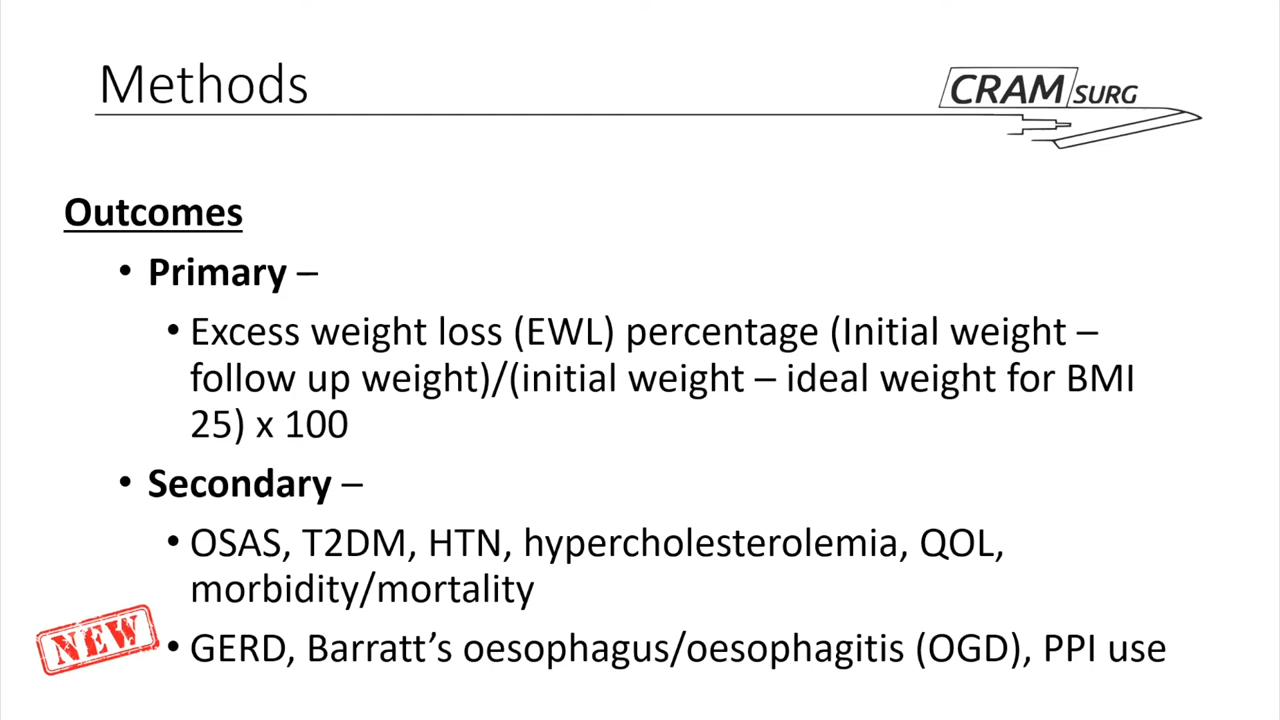 Methods
CRAM SURG
Outcomes
• Primary –
• Excess weight loss (EWL) percentage (Initial weight –
follow up weight)/(initial weight – ideal weight for BMI
25) x 100
• Secondary –
• OSAS, T2DM, HTN, hypercholesterolemia, QOL,
morbidity/mortality
NEW
• GERD, Barratt’s oesophagus/oesophagitis (OGD), PPI use